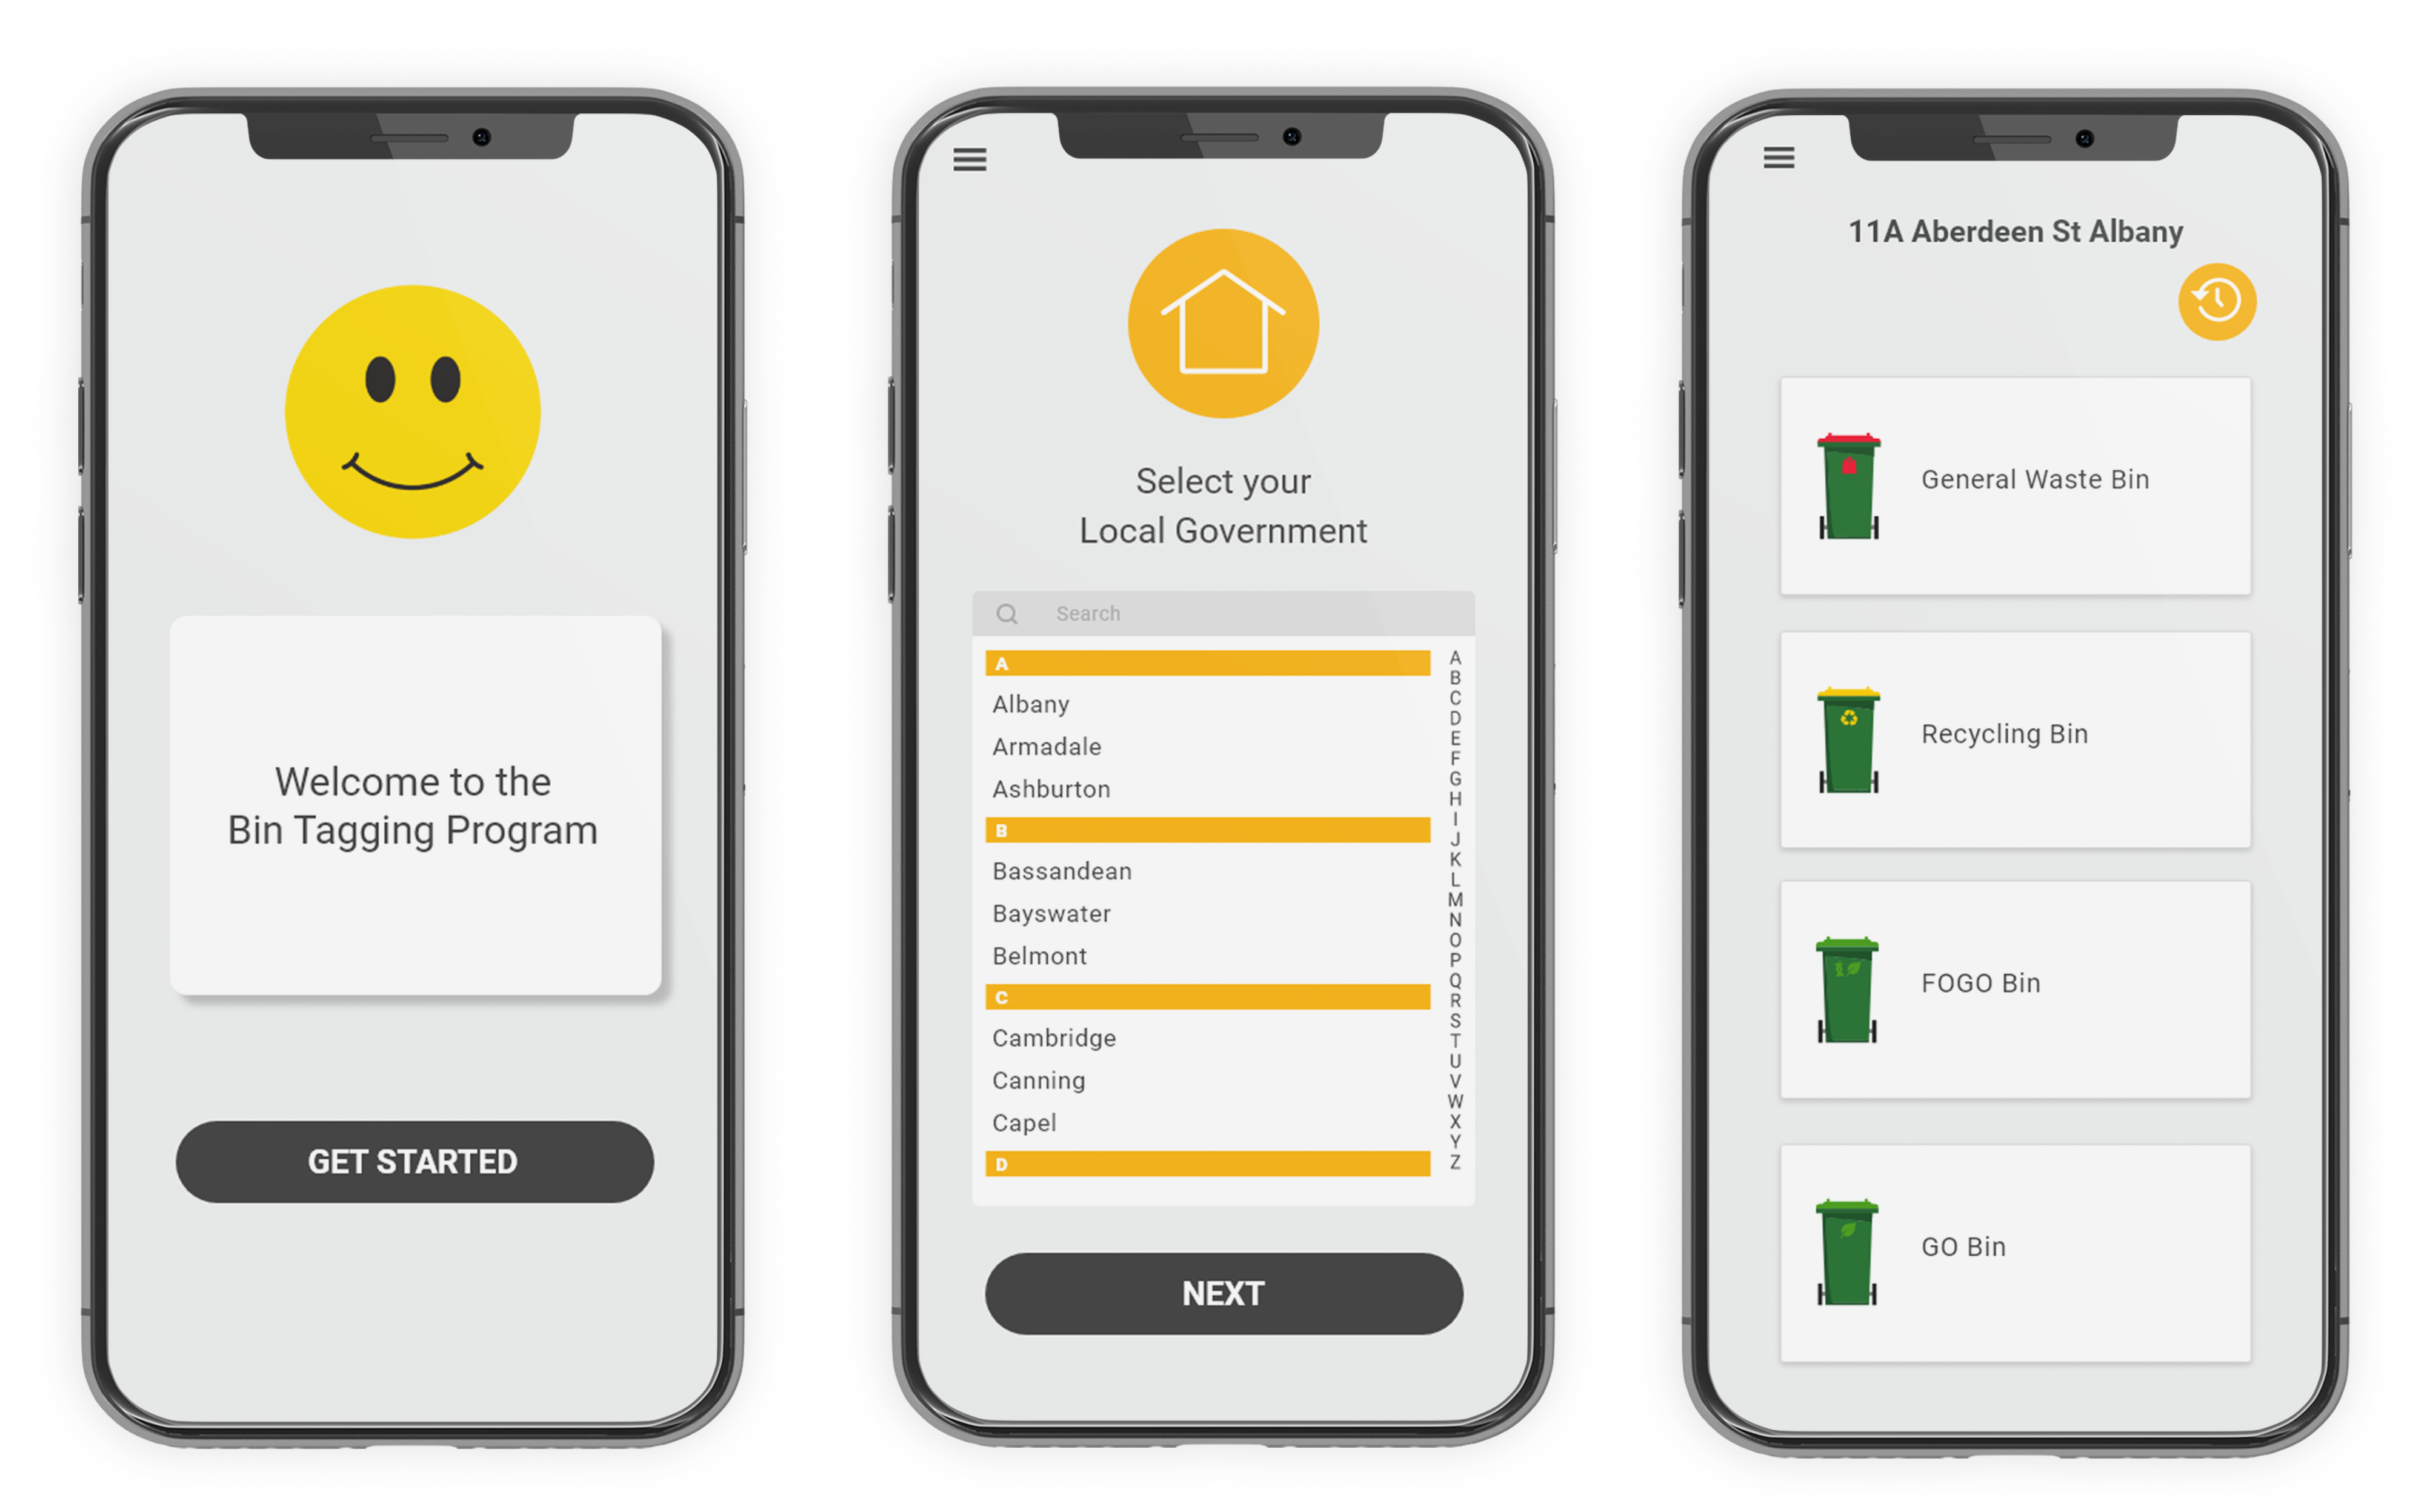 Welcome to the
Bin Tagging Program
GET STARTED
Select your
Local Government
Search
A
Albany
Armadale
Ashburton
B
Bassandean
Bayswater
Belmont
C
Cambridge
Canning
Capel
D
A
B
C
D
E
F
G
H
I
J
K
L
M
N
O
P
Q
R
S
T
U
V
W
X
Y
Z
NEXT
11A Aberdeen St Albany
General Waste Bin
Recycling Bin
FOGO Bin
GO Bin